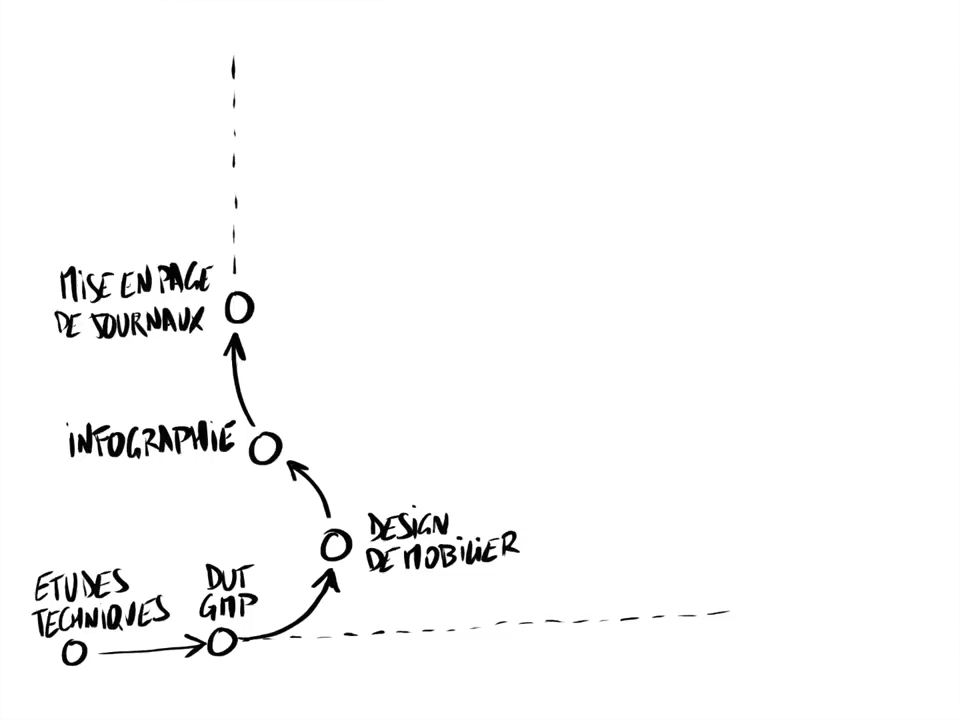 MISE EN PAGE
DE JOURNAUX
INFOGRAPHIE
DESIGN
DE MOBILIER
ETUDES
TECHNIQUES
DUT
GMP